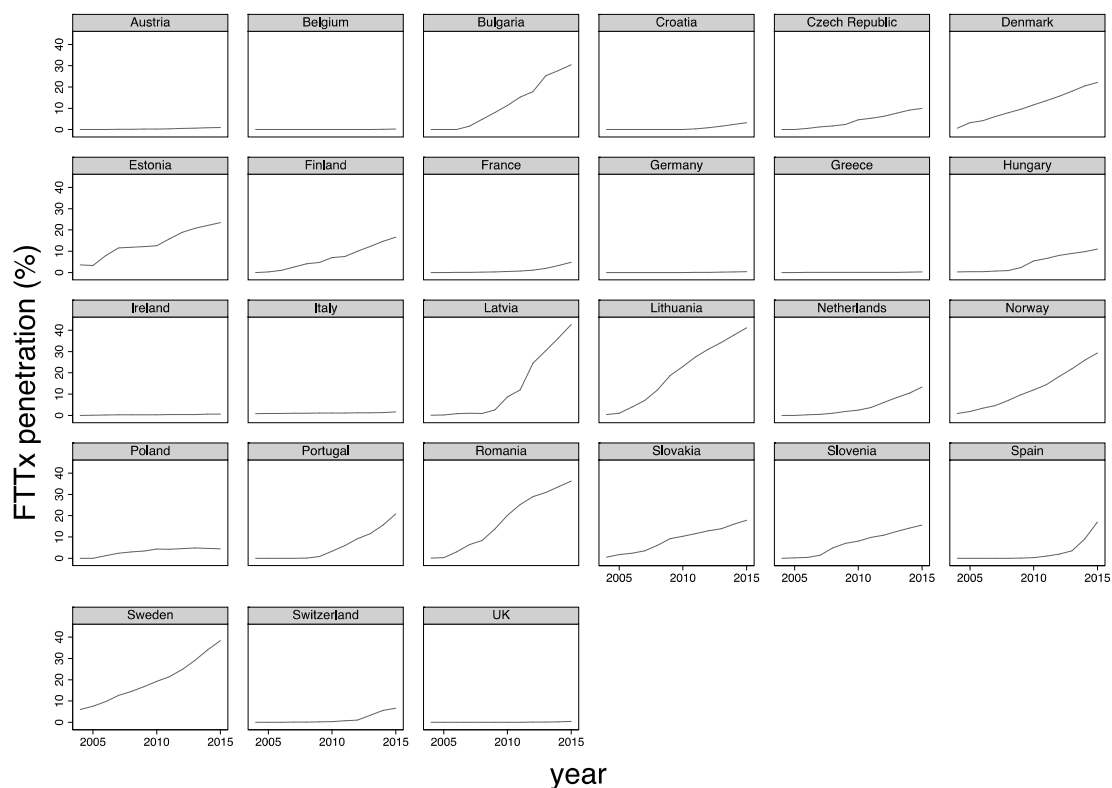 Austria Belgium Bulgaria Croatia Czech Republic Denmark
40
30
20
10
0
Estonia Finland France Germany Greece Hungary
40
30
20
10
0
Ireland Italy Latvia Lithuania Netherlands Norway
40
30
20
10
0
Poland Portugal Romania Slovakia Slovenia Spain
40
30
20
10
0
2005 2010 2015 2005 2010 2015 2005 2010 2015
Sweden Switzerland UK
40
30
20
10
0
2005 2010 2015 2005 2010 2015 2005 2010 2015
FTTx penetration (%)
year